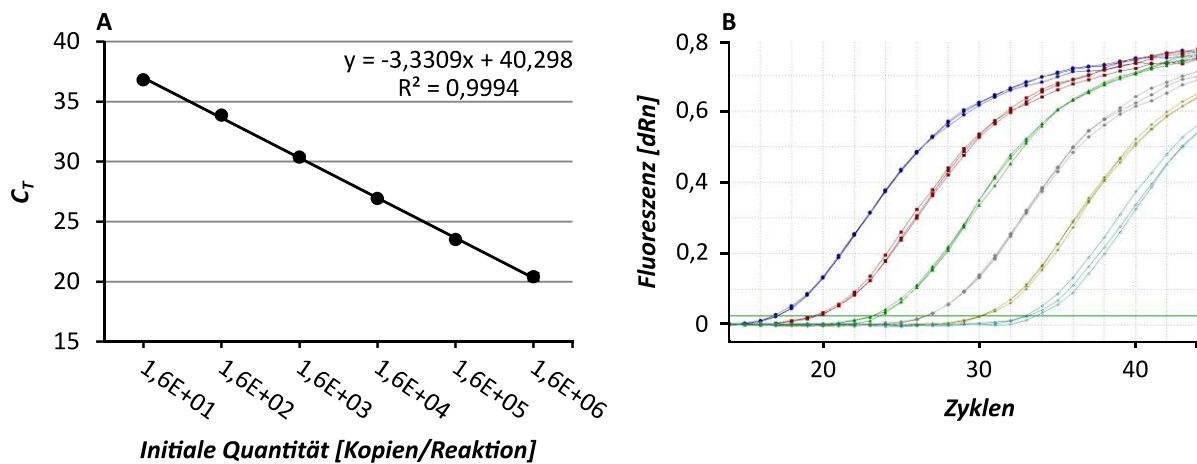 A
y = -3,3309x + 40,298
R² = 0,9994
40
35
30
25
20
15
C_T
1,6E+01
1,6E+02
1,6E+03
1,6E+04
1,6E+05
1,6E+06
Initiale Quantität [Kopien/Reaktion]
B
0,8
0,6
0,4
0,2
0
Fluoreszenz [dRn]
20
30
40
Zyklen